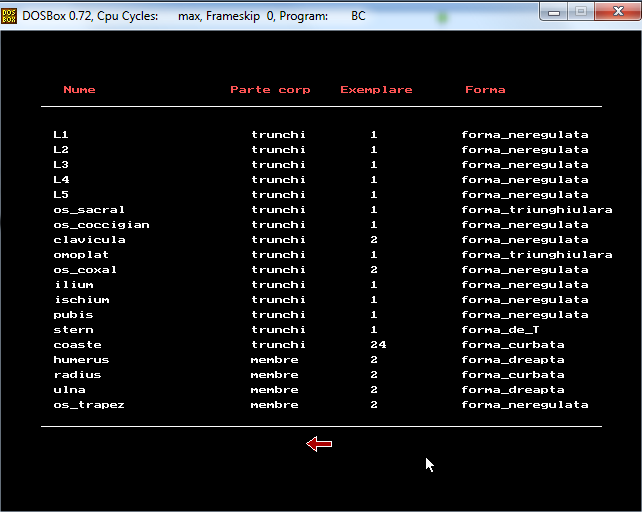 DOS BOX DOSBox 0.72, Cpu Cycles: max, Frameskip 0, Program: BC
Nume Parte corp Exemplare Forma
L1 trunchi 1 forma_neregulata
L2 trunchi 1 forma_neregulata
L3 trunchi 1 forma_neregulata
L4 trunchi 1 forma_neregulata
L5 trunchi 1 forma_neregulata
os_sacral trunchi 1 forma_triunghiulara
os_coccigian trunchi 1 forma_neregulata
clavicula trunchi 2 forma_neregulata
omoplat trunchi 1 forma_triunghiulara
os_coxal trunchi 2 forma_neregulata
ilium trunchi 1 forma_neregulata
ischium trunchi 1 forma_neregulata
pubis trunchi 1 forma_neregulata
stern trunchi 1 forma_de_T
coaste trunchi 24 forma_curbata
humerus membre 2 forma_dreapta
radius membre 2 forma_curbata
ulna membre 2 forma_dreapta
os_trapez membre 2 forma_neregulata